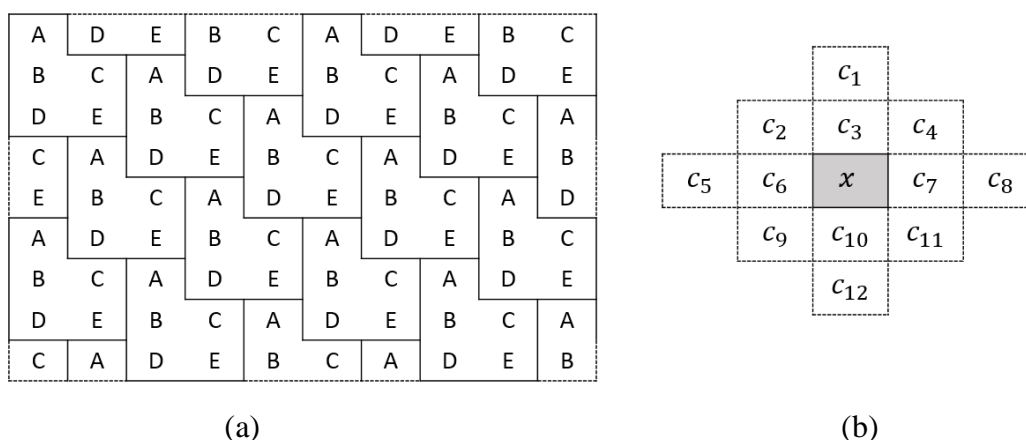 A D E B C A D E B C
B C A D E B C A D E
D E B C A D E B C A
C A D E B C A D E B
E B C A D E B C A D
A D E B C A D E B C
B C A D E B C A D E
D E B C A D E B C A
C A D E B C A D E B
(a)
c₁
c₂ c₃ c₄
c₅ c₆ x c₇ c₈
c₉ c₁₀ c₁₁
c₁₂
(b)